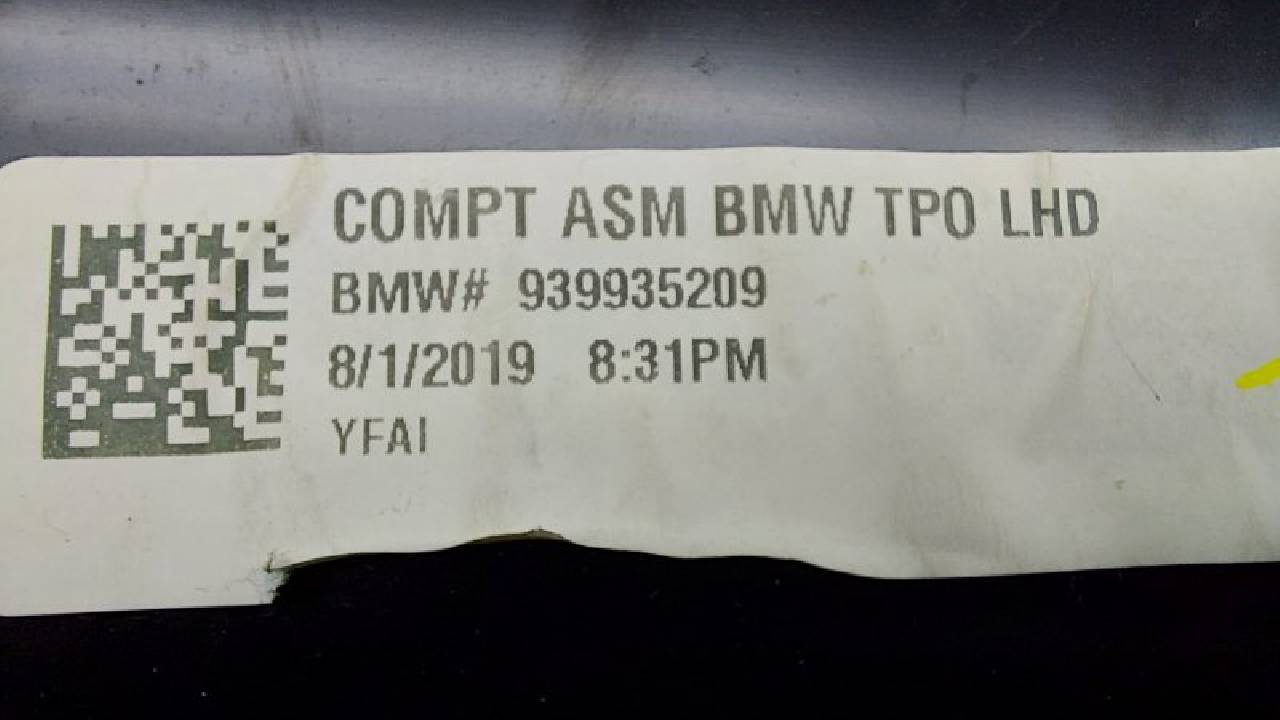 COMPT ASM BMW TPO LHD
BMW# 939935209
8/1/2019 8:31PM
YFAI